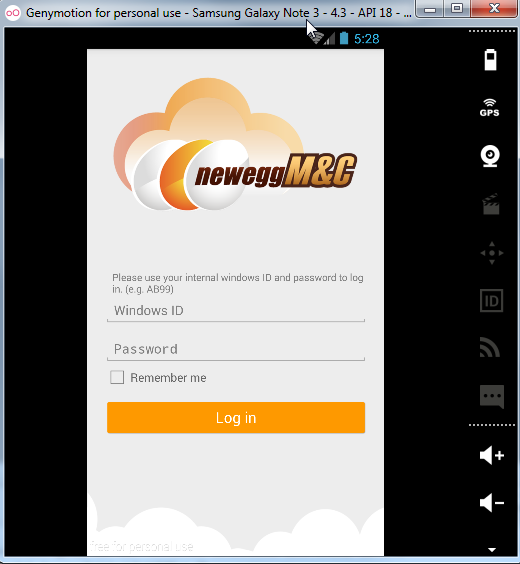 Genymotion for personal use - Samsung Galaxy Note 3 - 4.3 - API 18 - ...
5:28
GPS
newegg M&C
ID
Please use your internal windows ID and password to log
in. (e.g. AB99)
Windows ID
Password
Remember me
Log in
free for personal use